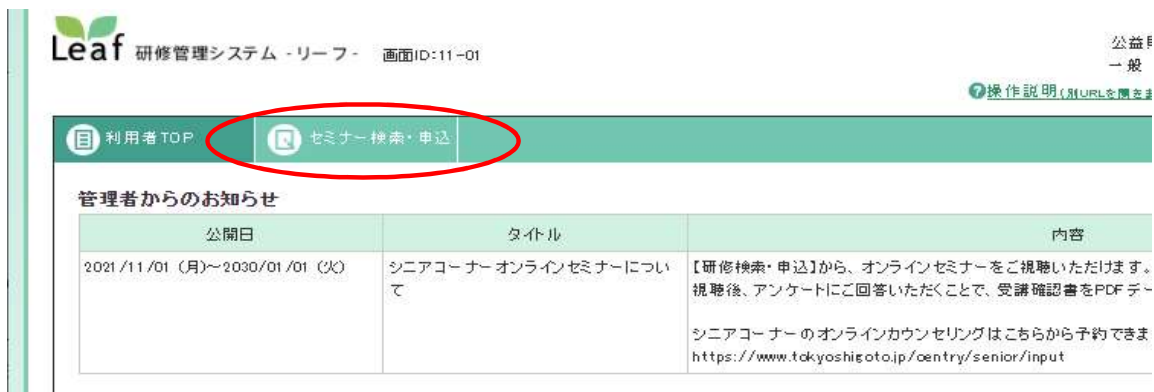 Leaf 研修管理システム -リーフ- 画面ID:11-01
公益
一般
操作説明(別URLを開きま
利用者TOP
セミナー検索・申込
管理者からのお知らせ
公開日 タイトル 内容
2021/11/01 (月)~2030/01/01 (火)
シニアコーナーオンラインセミナーについ
て
【研修検索・申込】から、オンラインセミナーをご視聴いただけます。
視聴後、アンケートにご回答いただくことで、受講確認書をPDFデー
シニアコーナーのオンラインカウンセリングはこちらから予約できま
https://www.tokyoshigoto.jp/centry/senior/input